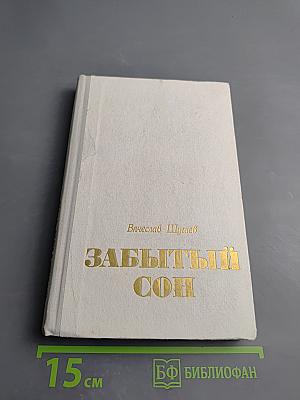 Вячеслав Шугаев
ЗАБЫТЫЙ
СОН
15 см
БФ БИБЛИОФАН